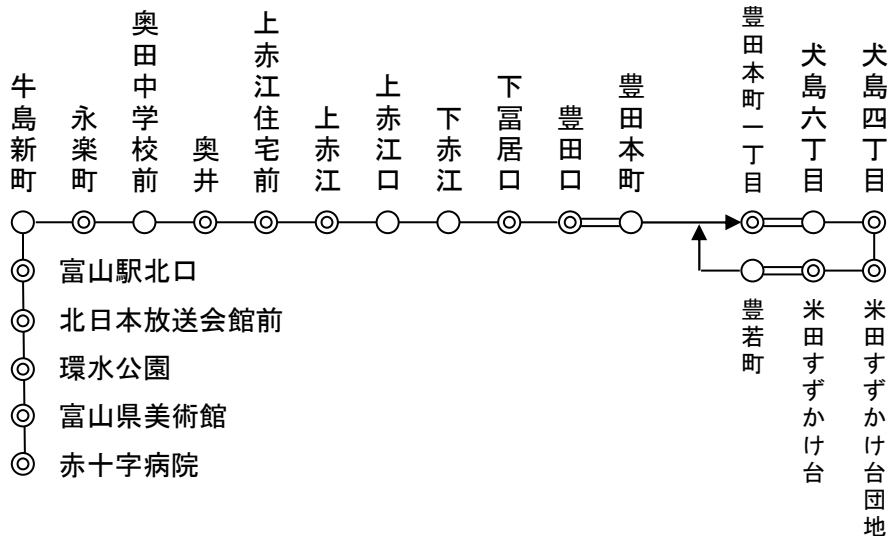 牛島新町
永楽町
奥田中学校前
奥井
上赤江住宅前
上赤江
上赤江口
下赤江
下冨居口
豊田口
豊田本町
豊田本町一丁目
犬島六丁目
犬島四丁目
富山駅北口
北日本放送会館前
環水公園
富山県美術館
赤十字病院
豊若町
米田すずかけ台
米田すずかけ台団地